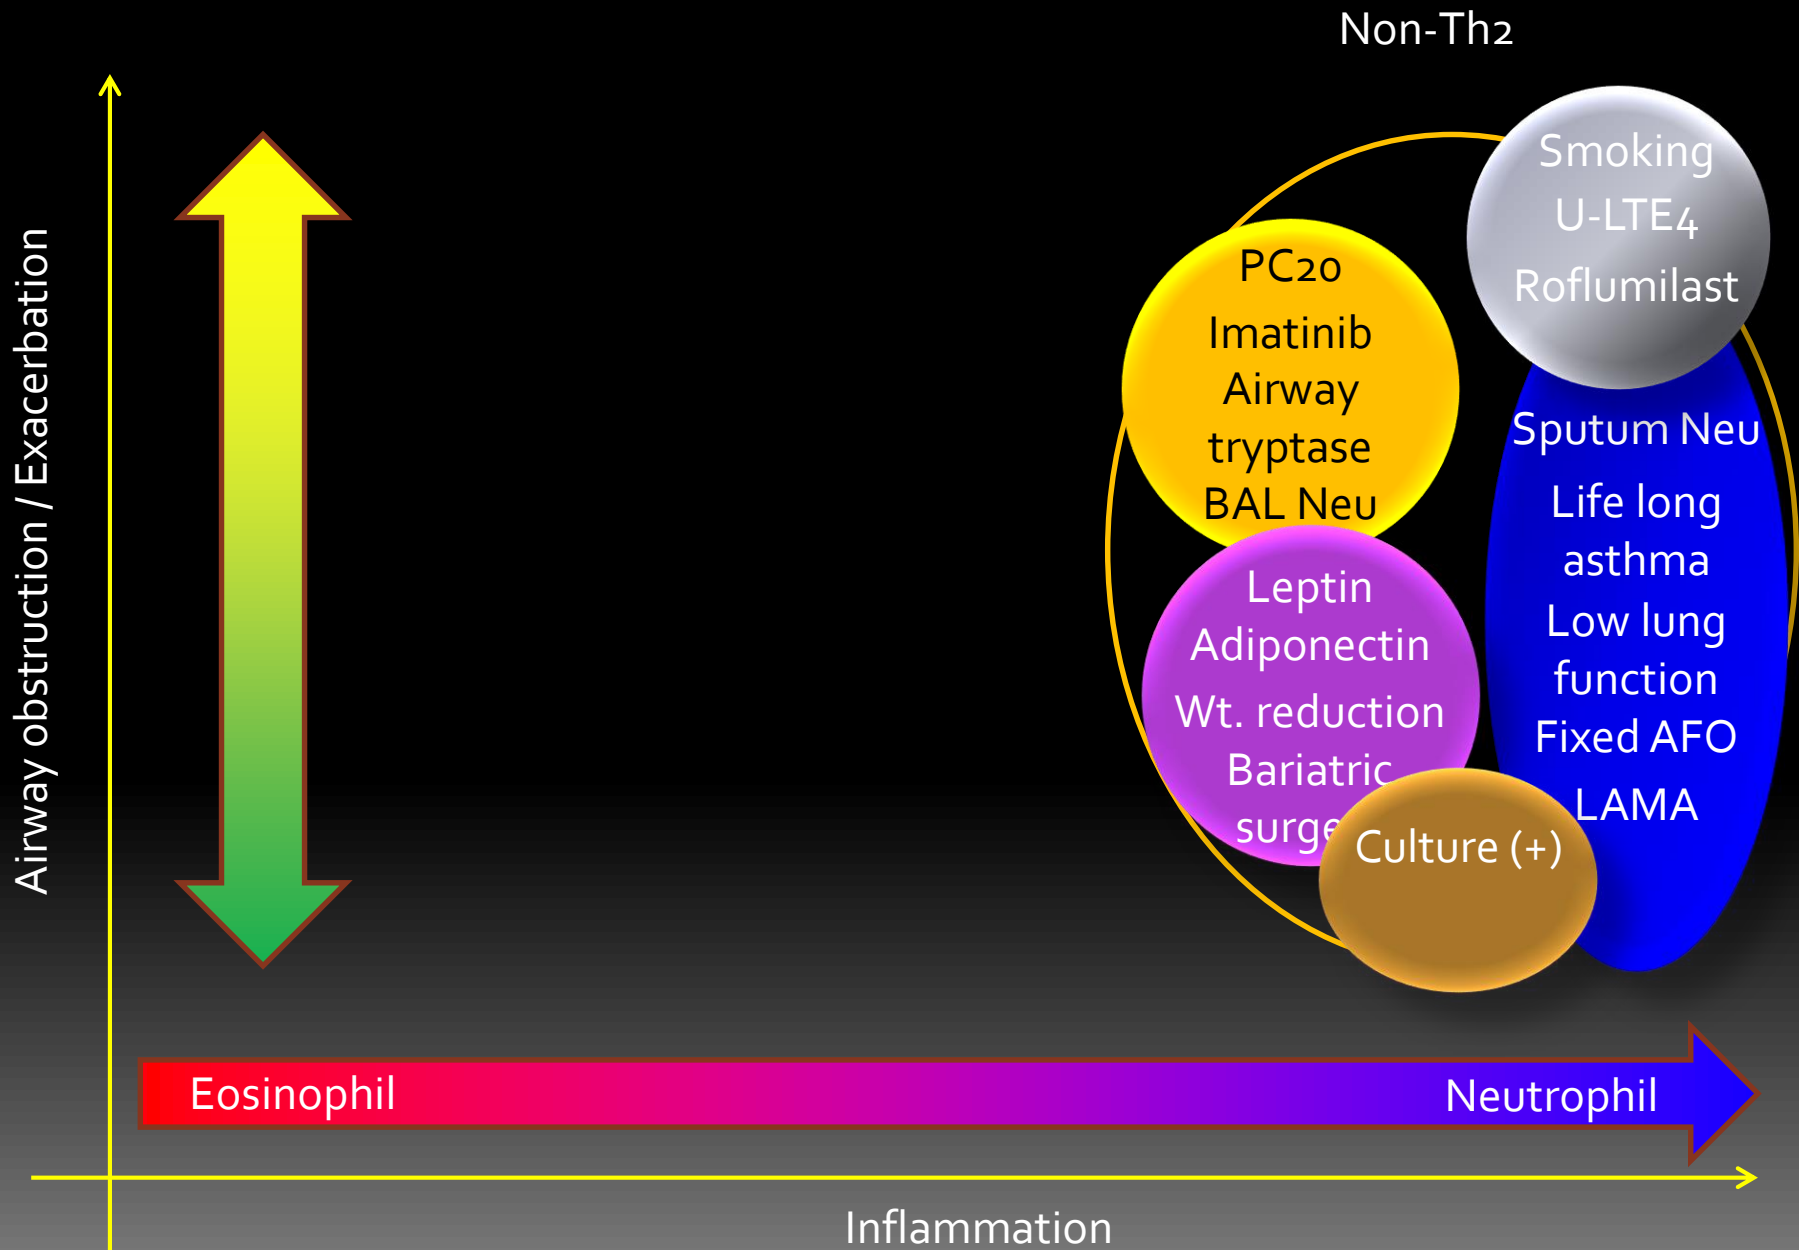 Non-Th2
Smoking
U-LTE4
Roflumilast
PC20
Imatinib
Airway
tryptase
BAL Neu
Sputum Neu
Life long
asthma
Low lung
function
Fixed AFO
LAMA
Leptin
Adiponectin
Wt. reduction
Bariatric
Culture (+)
Airway obstruction / Exacerbation
Eosinophil
Neutrophil
Inflammation